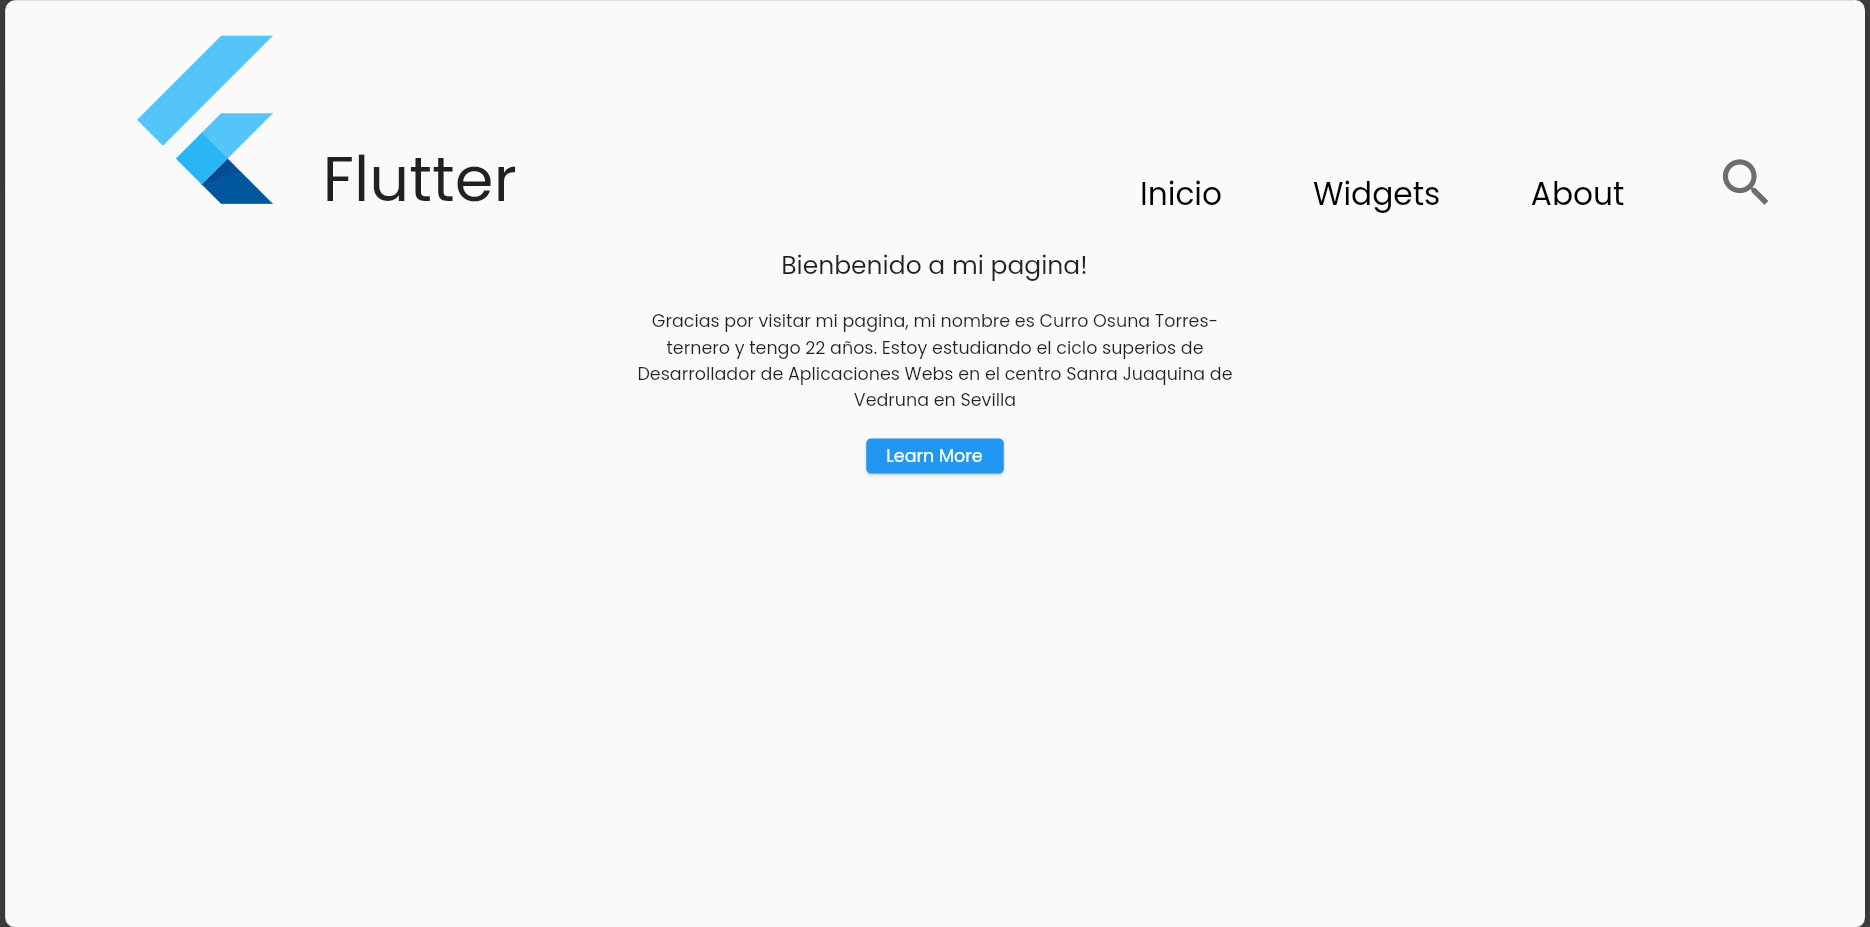 Flutter
Inicio
Widgets
About
Bienbenido a mi pagina!
Gracias por visitar mi pagina, mi nombre es Curro Osuna Torres-
ternero y tengo 22 años. Estoy estudiando el ciclo superios de
Desarrollador de Aplicaciones Webs en el centro Sanra Juaquina de
Vedruna en Sevilla
Learn More